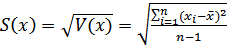 S(x) = √V(x) = √(∑ⁿᵢ₌₁(xᵢ-x̄)² / n-1)